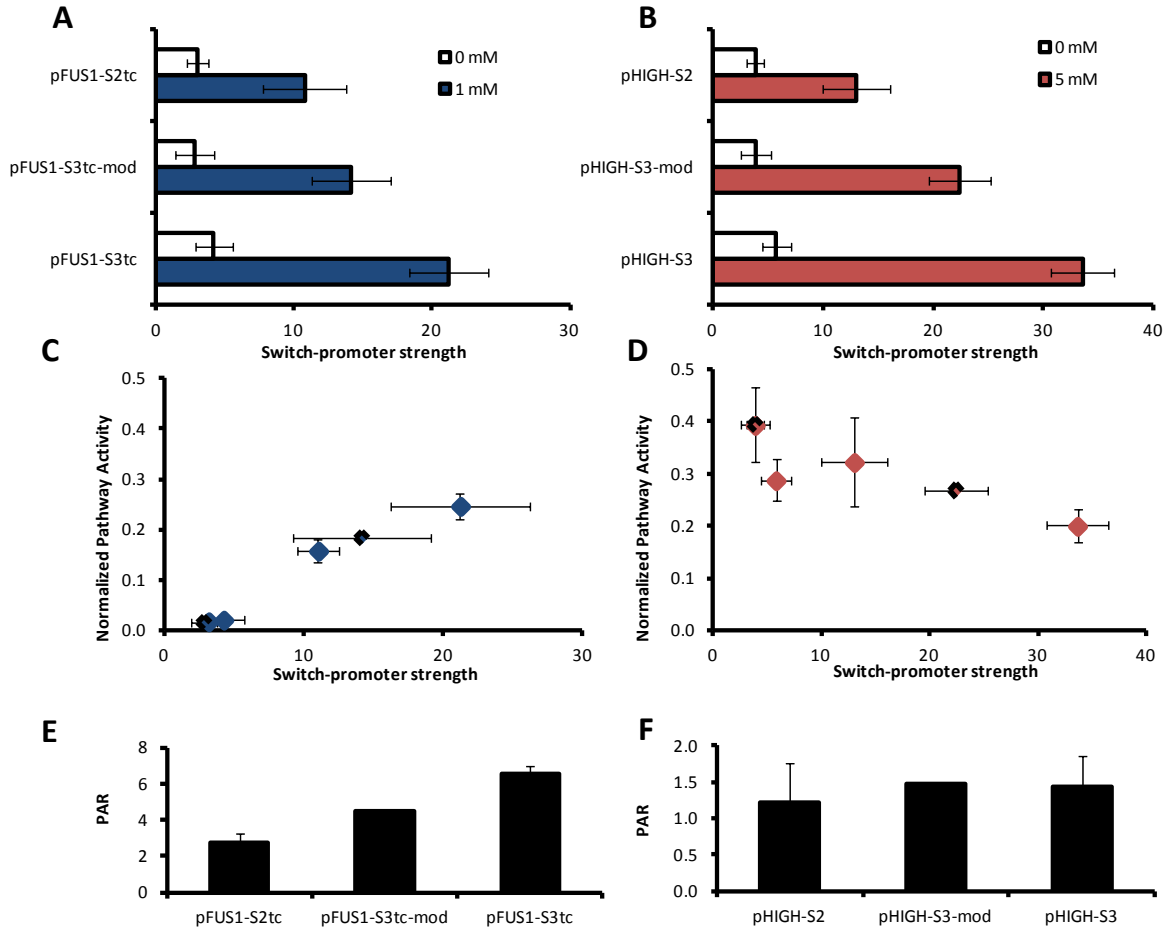 A
pFUS1-S2tc
pFUS1-S3tc-mod
pFUS1-S3tc
0 mM
1 mM
0 10 20 30
Switch-promoter strength
B
pHIGH-S2
pHIGH-S3-mod
pHIGH-S3
0 mM
5 mM
0 10 20 30 40
Switch-promoter strength
C
Normalized Pathway Activity
0.5
0.4
0.3
0.2
0.1
0.0
0 10 20 30
Switch-promoter strength
D
Normalized Pathway Activity
0.5
0.4
0.3
0.2
0.1
0.0
0 10 20 30 40
Switch-promoter strength
E
PAR
8
6
4
2
0
pFUS1-S2tc pFUS1-S3tc-mod pFUS1-S3tc
F
PAR
2.0
1.5
1.0
0.5
0.0
pHIGH-S2 pHIGH-S3-mod pHIGH-S3